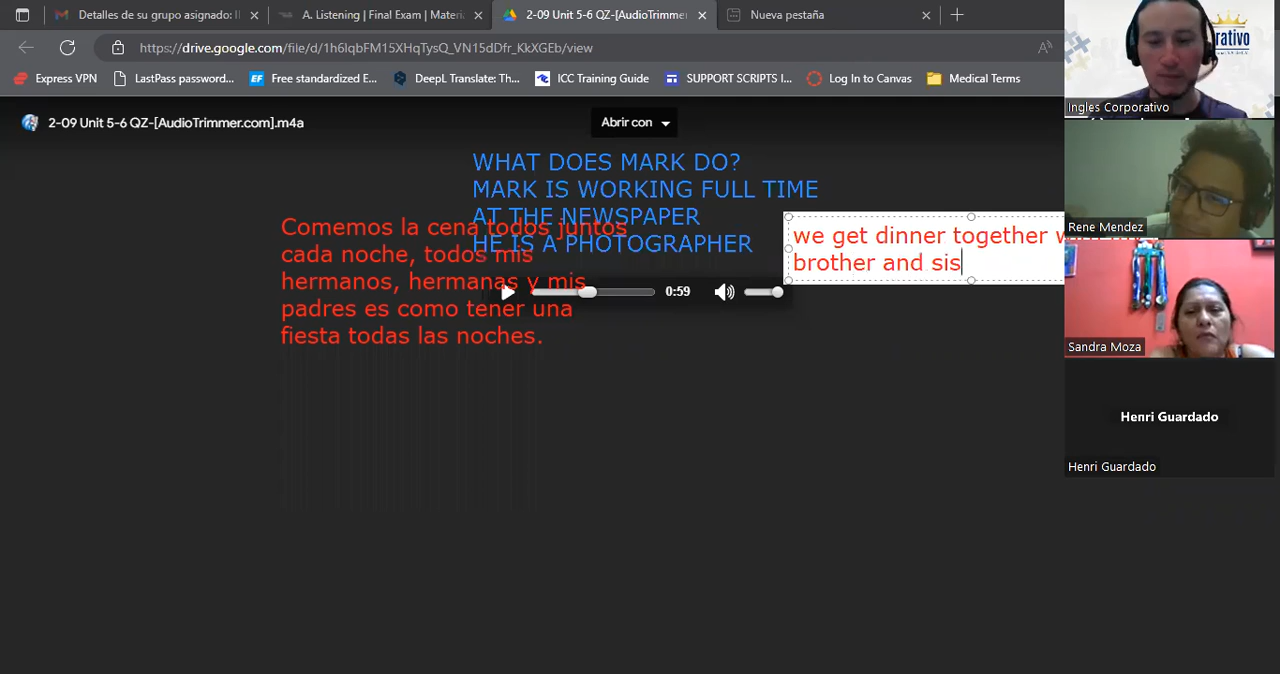 Detalles de su grupo asignado: I
A. Listening | Final Exam | Materia
2-09 Unit 5-6 QZ-[AudioTrimmer
Nueva pestaña
https://drive.google.com/file/d/1h6lqbFM15XHqTysQ_VN15dDfr_KkXGEb/view
Express VPN
LastPass password...
EF
Free standardized E...
DeepL Translate: Th...
ICC Training Guide
SUPPORT SCRIPTS I...
Log In to Canvas
Medical Terms
2-09 Unit 5-6 QZ-[AudioTrimmer.com].m4a
Abrir con
WHAT DOES MARK DO?
MARK IS WORKING FULL TIME
AT THE NEWSPAPER
HE IS A PHOTOGRAPHER
Comemos la cena todos juntos
cada noche, todos mis
hermanos, hermanas y mis
padres es como tener una
fiesta todas las noches.
we get dinner together
brother and sis
0:59
rativo
Ingles Corporativo
Rene Mendez
Sandra Moza
Henri Guardado
Henri Guardado